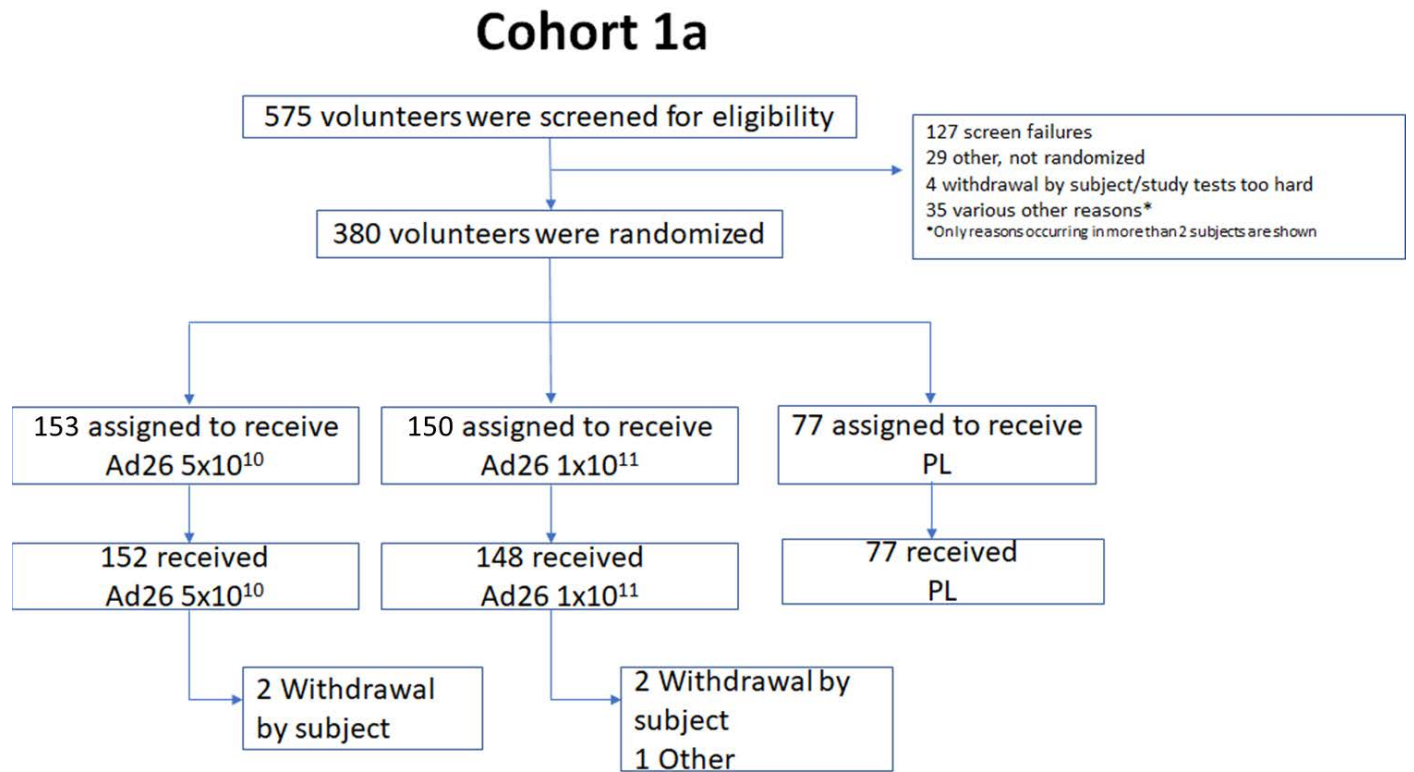 Cohort 1a
575 volunteers were screened for eligibility
127 screen failures
29 other, not randomized
4 withdrawal by subject/study tests too hard
35 various other reasons*
*Only reasons occurring in more than 2 subjects are shown
380 volunteers were randomized
153 assigned to receive
Ad26 5x10¹⁰
150 assigned to receive
Ad26 1x10¹¹
77 assigned to receive
PL
152 received
Ad26 5x10¹⁰
148 received
Ad26 1x10¹¹
77 received
PL
2 Withdrawal
by subject
2 Withdrawal by
subject
1 Other